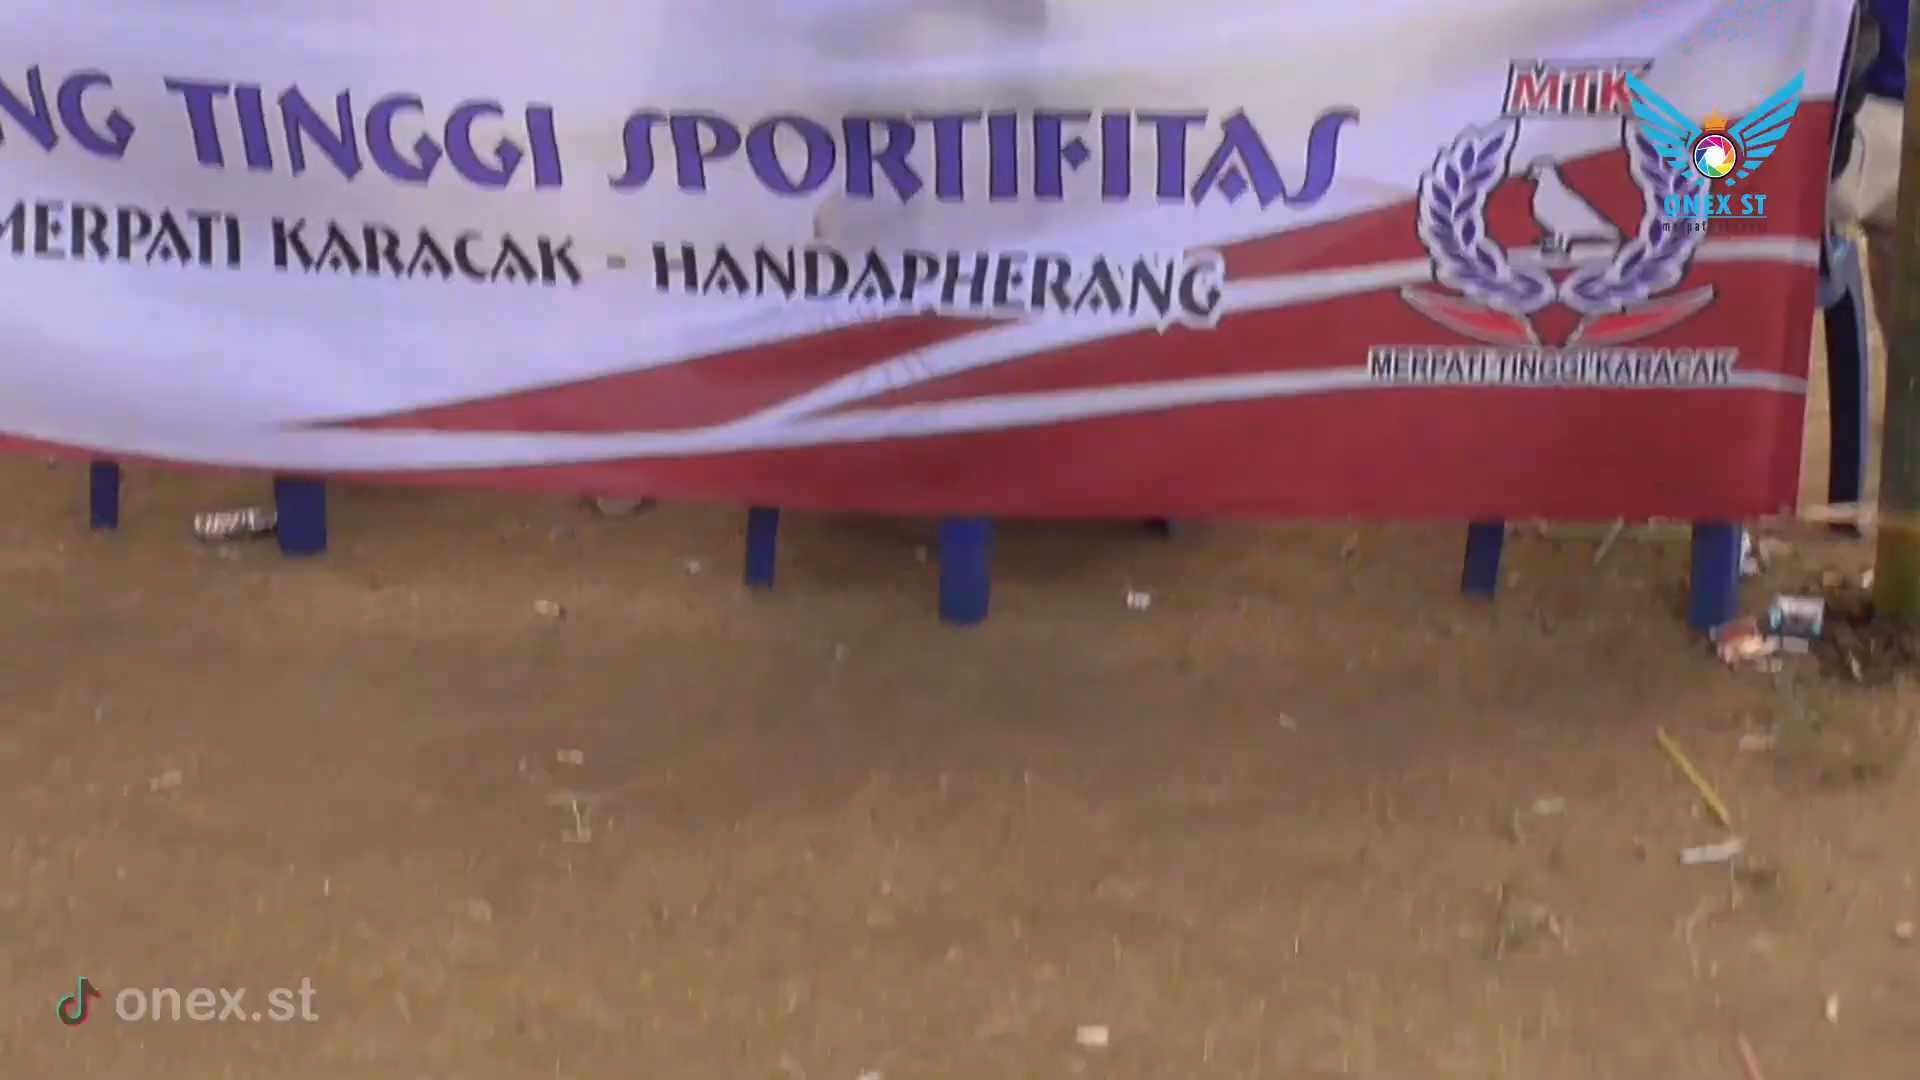 NG TINGGI SPORTIFITAS
MERPATI KARACAK - HANDAPHERANG
MTK
MERPATI TINGGI KARACAK
ONEX ST
onex.st